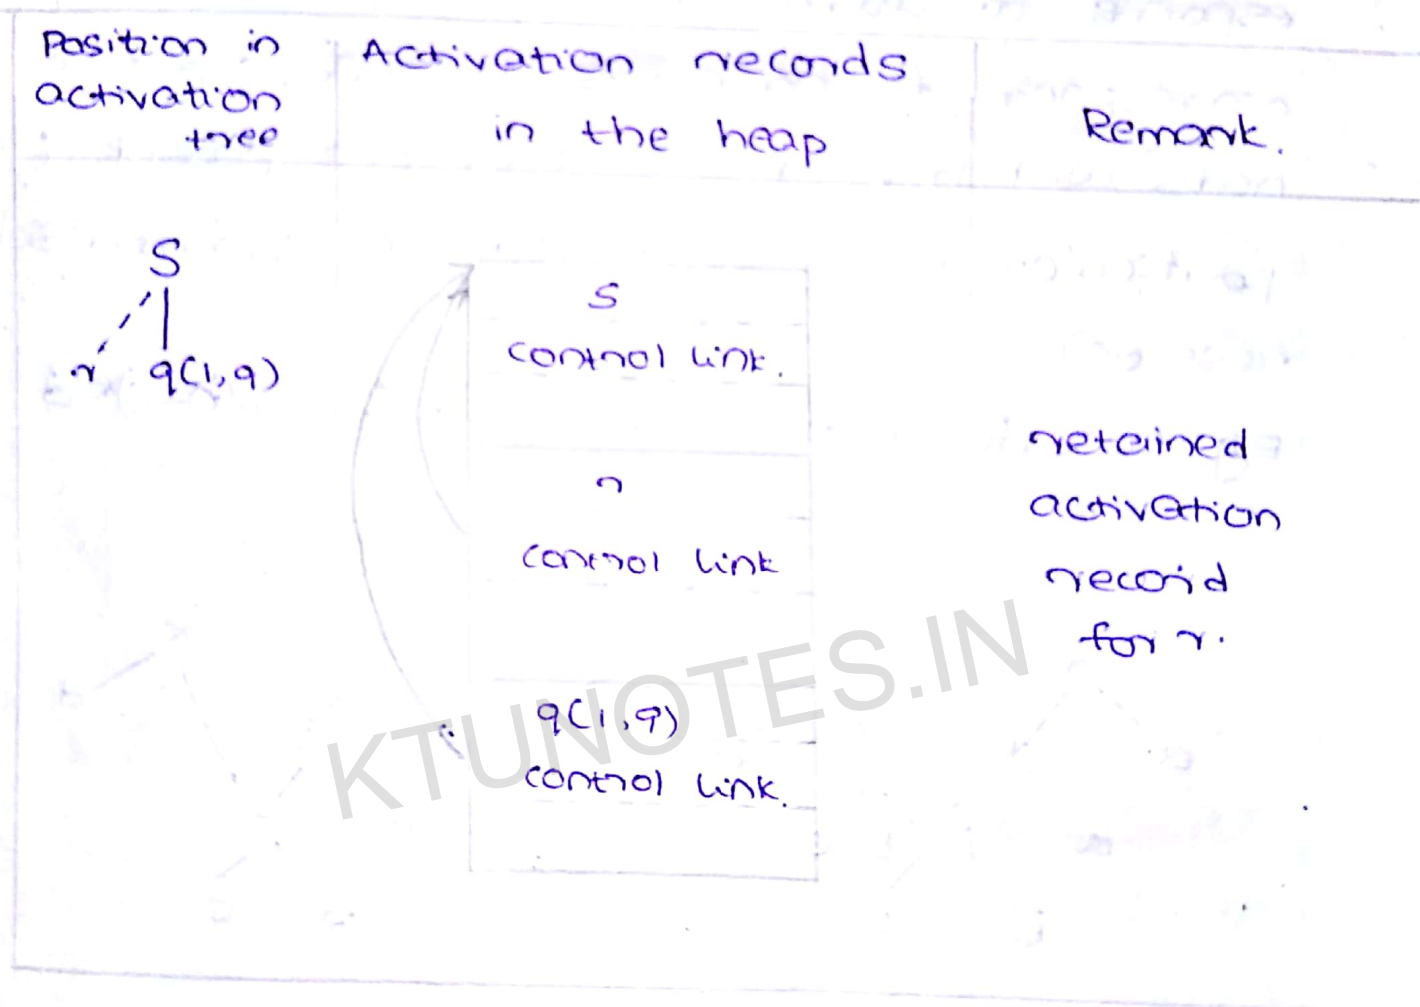 Position in
activation
tree
Activation records
in the heap
Remark.
S
r q(1,9)
S
control link.
r
control link
q(1,9)
control link.
retained
activation
record
for r.
KTUNOTES.IN